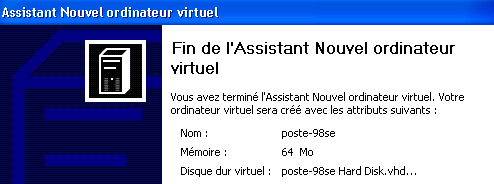 Assistant Nouvel ordinateur virtuel
Fin de l'Assistant Nouvel ordinateur
virtuel
Vous avez terminé l'Assistant Nouvel ordinateur virtuel. Votre
ordinateur virtuel sera créé avec les attributs suivants :
Nom : poste-98se
Mémoire : 64 Mo
Disque dur virtuel : poste-98se Hard Disk.vhd...